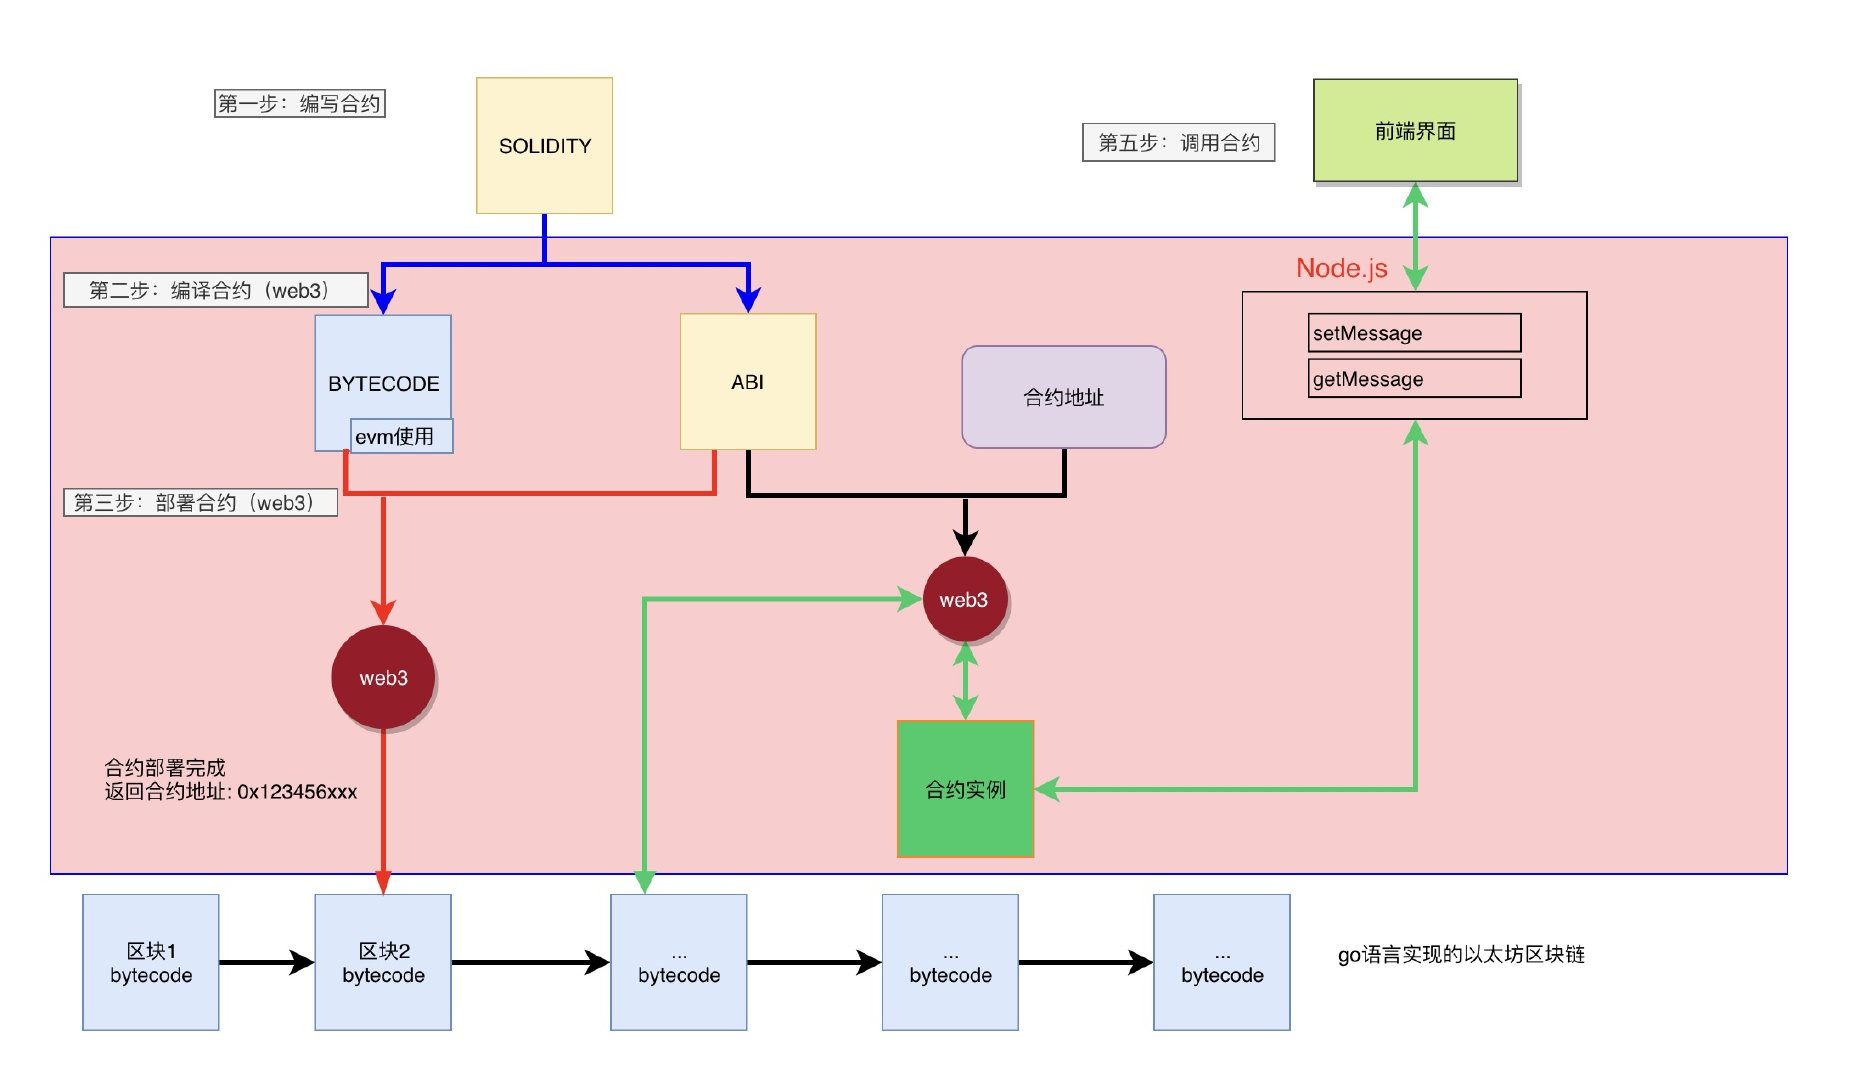 第一步：编写合约
SOLIDITY
第五步：调用合约
前端界面
Node.js
第二步：编译合约（web3）
setMessage
getMessage
BYTECODE
evm使用
ABI
合约地址
第三步：部署合约（web3）
web3
web3
合约部署完成
返回合约地址: 0x123456xxx
合约实例
区块1
bytecode
区块2
bytecode
...
bytecode
...
bytecode
...
bytecode
go语言实现的以太坊区块链